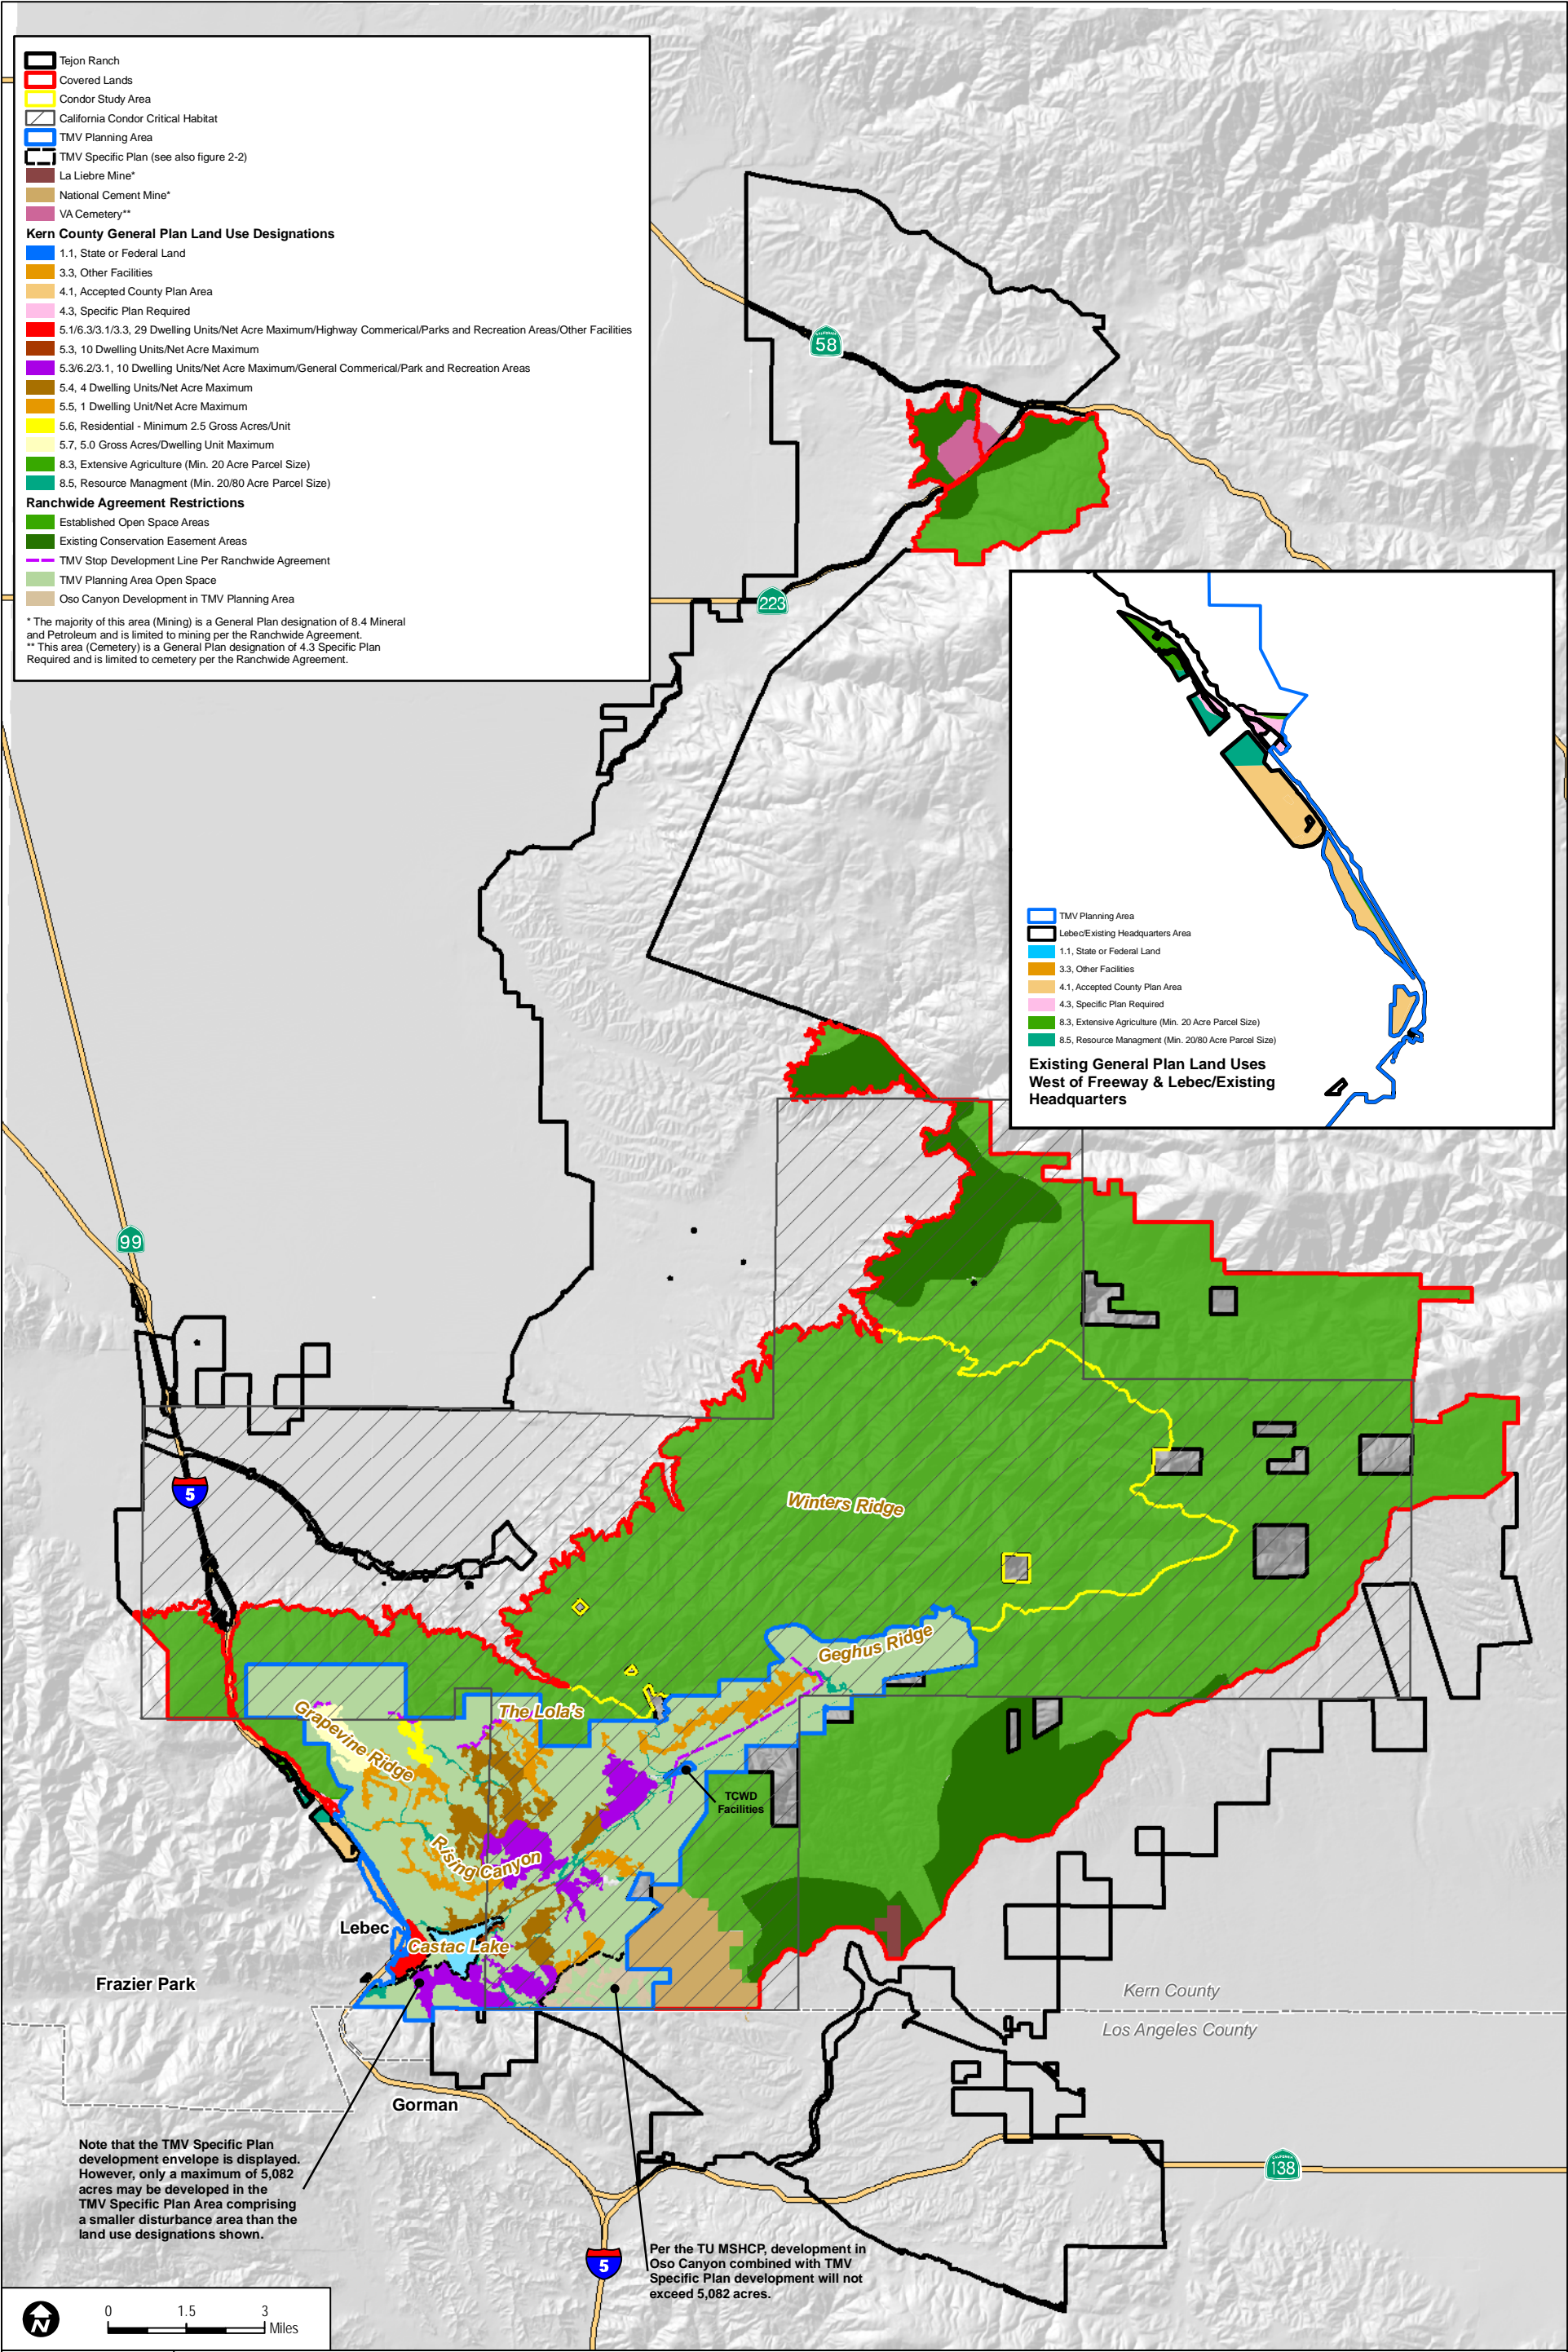 Tejon Ranch
Covered Lands
Condor Study Area
California Condor Critical Habitat
TMV Planning Area
TMV Specific Plan (see also figure 2-2)
La Liebre Mine*
National Cement Mine*
VA Cemetery**
Kern County General Plan Land Use Designations
1.1, State or Federal Land
3.3, Other Facilities
4.1, Accepted County Plan Area
4.3, Specific Plan Required
5.1/6.3/3.1/3.3, 29 Dwelling Units/Net Acre Maximum/Highway Commerical/Parks and Recreation Areas/Other Facilities
5.3, 10 Dwelling Units/Net Acre Maximum
5.3/6.2/3.1, 10 Dwelling Units/Net Acre Maximum/General Commerical/Park and Recreation Areas
5.4, 4 Dwelling Units/Net Acre Maximum
5.5, 1 Dwelling Unit/Net Acre Maximum
5.6, Residential - Minimum 2.5 Gross Acres/Unit
5.7, 5.0 Gross Acres/Dwelling Unit Maximum
8.3, Extensive Agriculture (Min. 20 Acre Parcel Size)
8.5, Resource Managment (Min. 20/80 Acre Parcel Size)
Ranchwide Agreement Restrictions
Established Open Space Areas
Existing Conservation Easement Areas
TMV Stop Development Line Per Ranchwide Agreement
TMV Planning Area Open Space
Oso Canyon Development in TMV Planning Area
* The majority of this area (Mining) is a General Plan designation of 8.4 Mineral
and Petroleum and is limited to mining per the Ranchwide Agreement.
** This area (Cemetery) is a General Plan designation of 4.3 Specific Plan
Required and is limited to cemetery per the Ranchwide Agreement.
CALIFORNIA
58
223
TMV Planning Area
Lebec/Existing Headquarters Area
1.1, State or Federal Land
3.3, Other Facilities
4.1, Accepted County Plan Area
4.3, Specific Plan Required
8.3, Extensive Agriculture (Min. 20 Acre Parcel Size)
8.5, Resource Managment (Min. 20/80 Acre Parcel Size)
Existing General Plan Land Uses
West of Freeway & Lebec/Existing
Headquarters
99
5
Winters Ridge
Geghus Ridge
The Lola's
Grapevine Ridge
TCWD
Facilities
Rising Canyon
Lebec
Castac Lake
Frazier Park
Kern County
Los Angeles County
Gorman
Note that the TMV Specific Plan
development envelope is displayed.
However, only a maximum of 5,082
acres may be developed in the
TMV Specific Plan Area comprising
a smaller disturbance area than the
land use designations shown.
CALIFORNIA
138
5
Per the TU MSHCP, development in
Oso Canyon combined with TMV
Specific Plan development will not
exceed 5,082 acres.
N
0 1.5 3
Miles